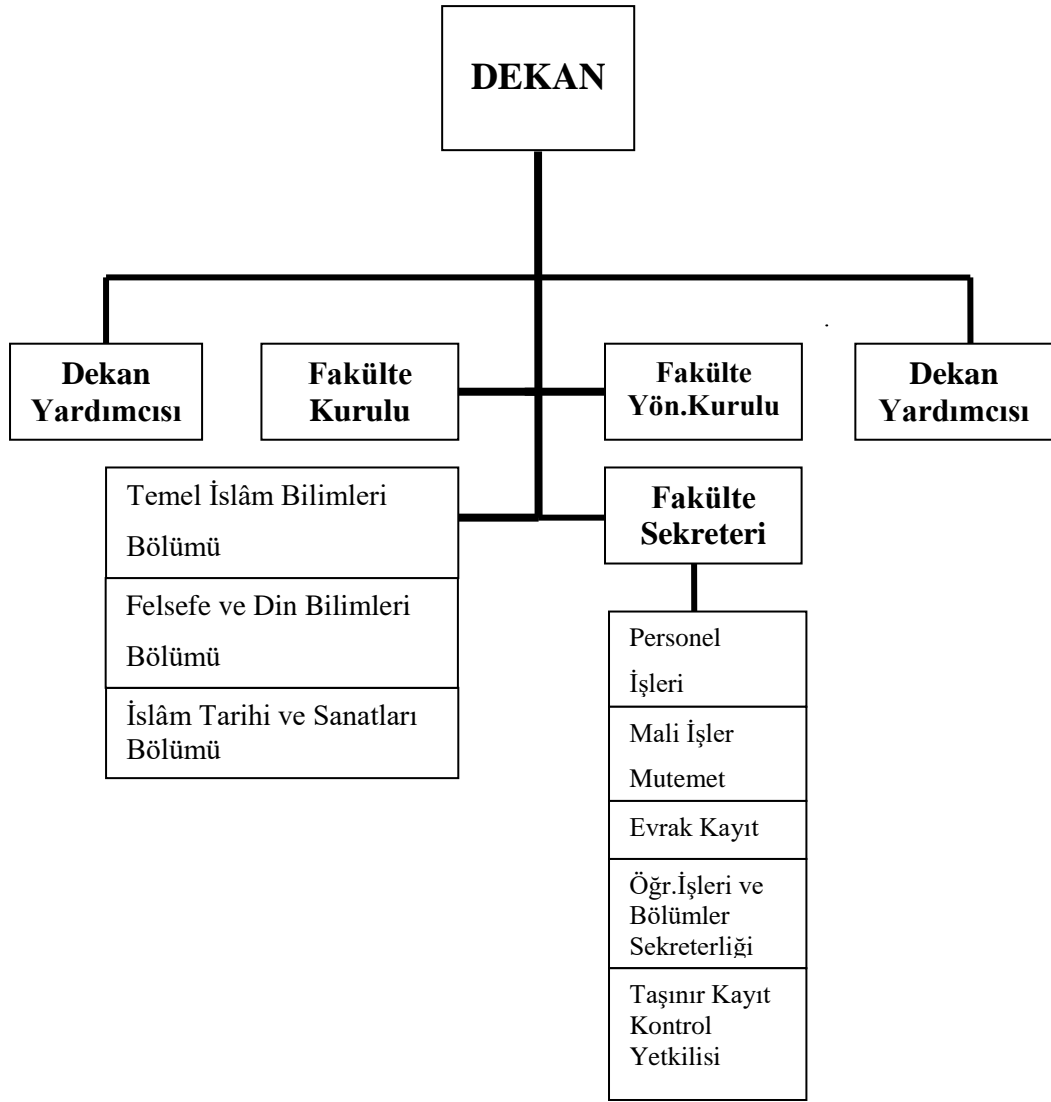 DEKAN
Dekan
Yardımcısı
Fakülte
Kurulu
Fakülte
Yön.Kurulu
Dekan
Yardımcısı
Temel İslâm Bilimleri
Bölümü
Felsefe ve Din Bilimleri
Bölümü
İslâm Tarihi ve Sanatları
Bölümü
Fakülte
Sekreteri
Personel
İşleri
Mali İşler
Mutemet
Evrak Kayıt
Öğr.İşleri ve
Bölümler
Sekreterliği
Taşınır Kayıt
Kontrol
Yetkilisi